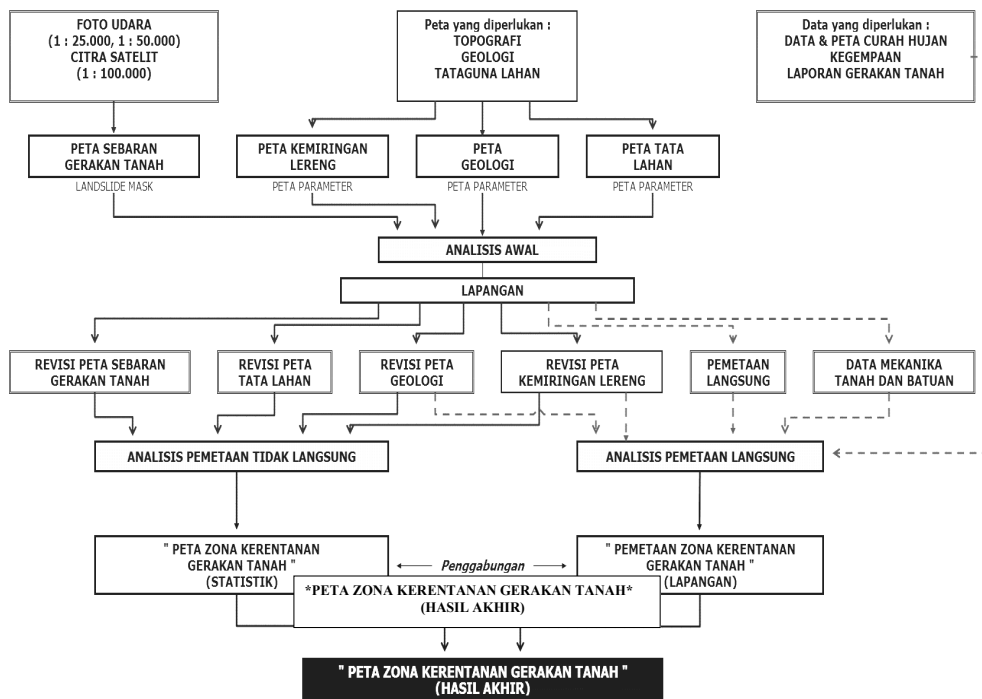 FOTO UDARA
(1 : 25.000, 1 : 50.000)
CITRA SATELIT
(1 : 100.000)
Peta yang diperlukan :
TOPOGRAFI
GEOLOGI
TATAGUNA LAHAN
Data yang diperlukan :
DATA & PETA CURAH HUJAN
KEGEMPAAN
LAPORAN GERAKAN TANAH
PETA SEBARAN
GERAKAN TANAH
LANDSLIDE MASK
PETA KEMIRINGAN
LERENG
PETA PARAMETER
PETA
GEOLOGI
PETA PARAMETER
PETA TATA
LAHAN
PETA PARAMETER
ANALISIS AWAL
LAPANGAN
REVISI PETA SEBARAN
GERAKAN TANAH
REVISI PETA
TATA LAHAN
REVISI PETA
GEOLOGI
REVISI PETA
KEMIRINGAN LERENG
PEMETAAN
LANGSUNG
DATA MEKANIKA
TANAH DAN BATUAN
ANALISIS PEMETAAN TIDAK LANGSUNG
ANALISIS PEMETAAN LANGSUNG
" PETA ZONA KERENTANAN
GERAKAN TANAH "
(STATISTIK)
Penggabungan
" PEMETAAN ZONA KERENTANAN
GERAKAN TANAH "
(LAPANGAN)
*PETA ZONA KERENTANAN GERAKAN TANAH*
(HASIL AKHIR)
" PETA ZONA KERENTANAN GERAKAN TANAH "
(HASIL AKHIR)